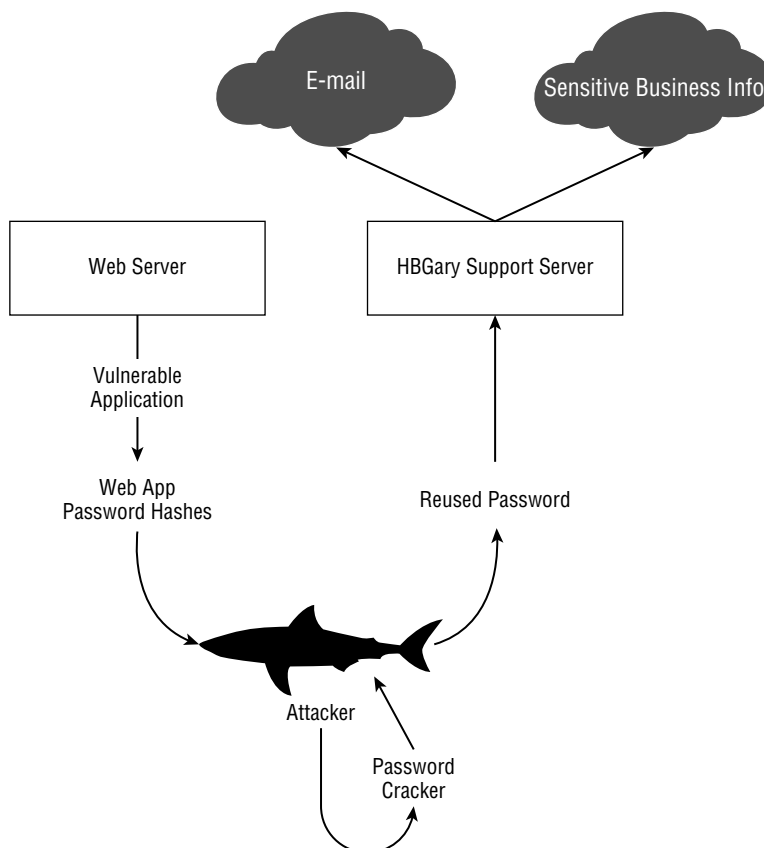 E-mail
Sensitive Business Info
Web Server
HBGary Support Server
Vulnerable
Application
Web App
Password Hashes
Reused Password
Attacker
Password
Cracker